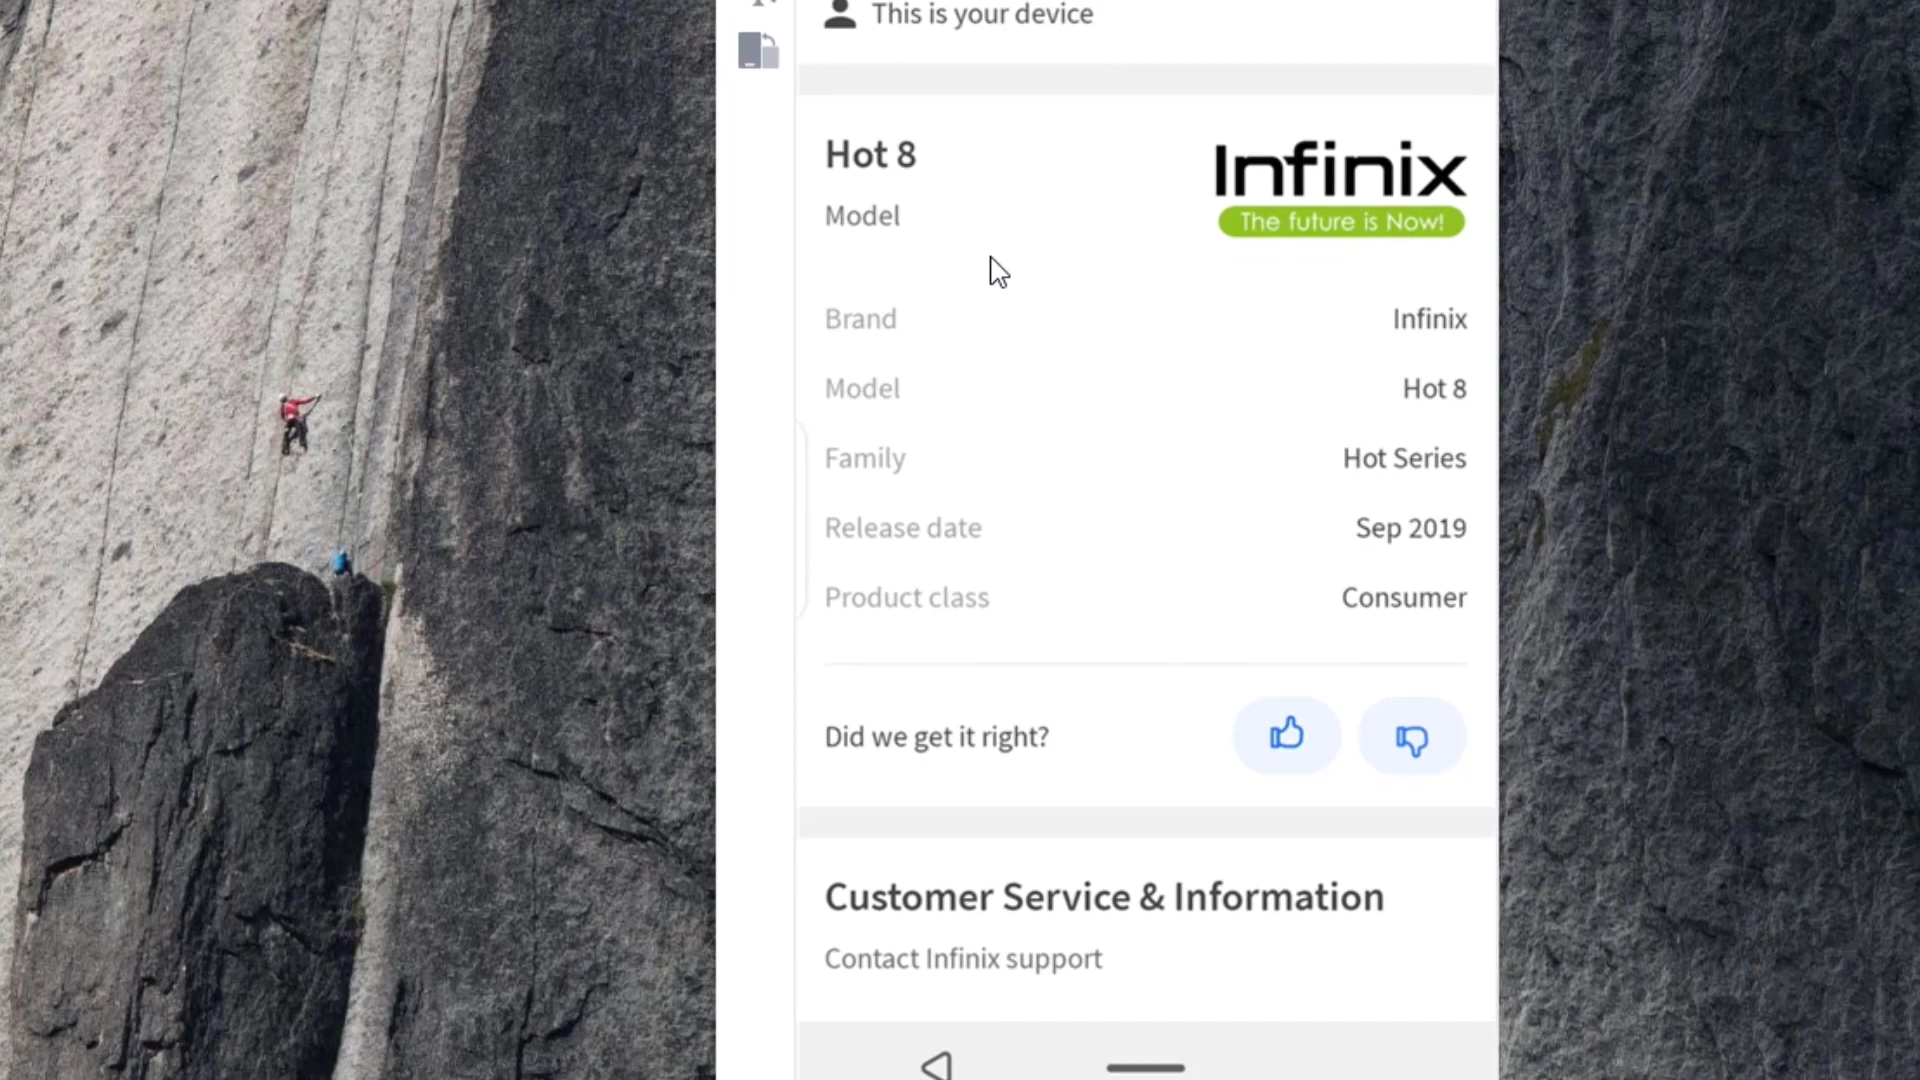 This is your device
Hot 8
Infinix
Model
The future is Now!
Brand Infinix
Model Hot 8
Family Hot Series
Release date Sep 2019
Product class Consumer
Did we get it right?
Customer Service & Information
Contact Infinix support